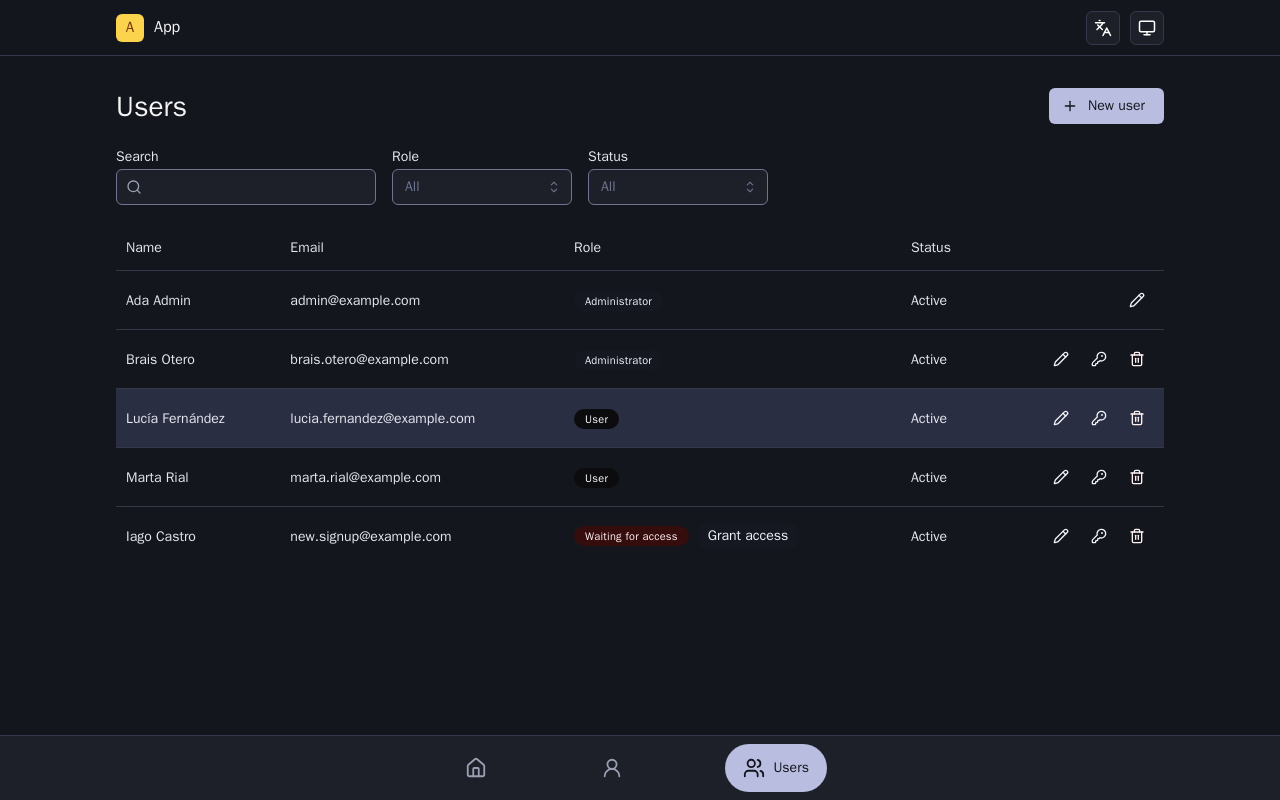 A App
Users
New user
Search Role Status
All All
Name Email Role Status
Ada Admin admin@example.com Administrator Active
Brais Otero brais.otero@example.com Administrator Active
Lucía Fernández lucia.fernandez@example.com User Active
Marta Rial marta.rial@example.com User Active
Iago Castro new.signup@example.com Waiting for access Grant access Active
Users